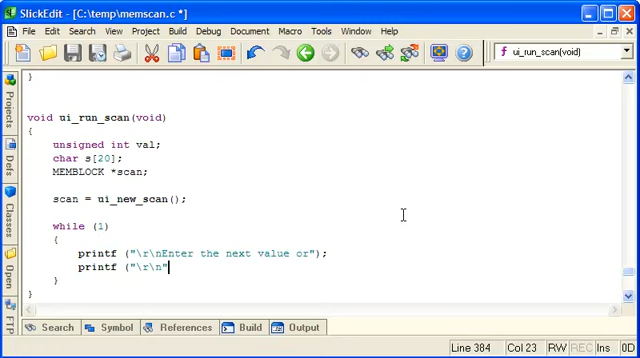 SlickEdit - [C:\temp\memscan.c *]
File Edit Search View Project Build Debug Document Macro Tools Window Help
ui_run_scan(void)
}
void ui_run_scan(void)
{
unsigned int val;
char s[20];
MEMBLOCK *scan;
scan = ui_new_scan();
while (1)
{
printf ("\r\nEnter the next value or");
printf ("\r\n"
}
}
Projects
Defs
Classes
Open
FTP
Search Symbol References Build Output
Line 384 Col 23 RW REC Ins 0D